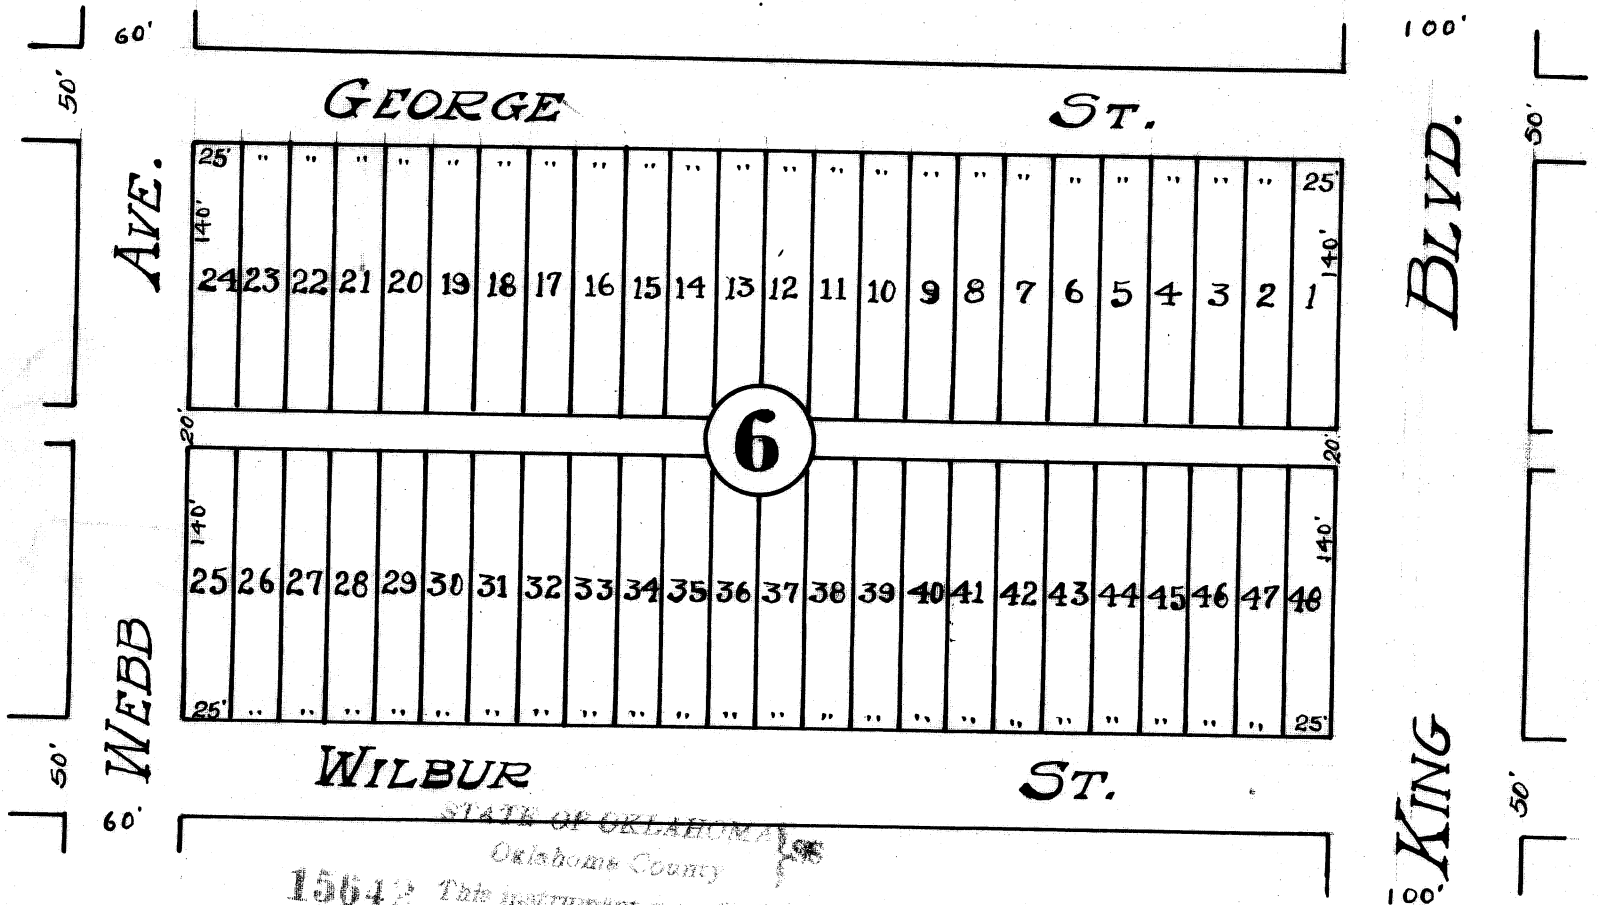 60' 100'
50' 50'
GEORGE ST.
25' " " " " " " " " " " " " " " " " " " " " " " 25'
140' 140'
24 23 22 21 20 19 18 17 16 15 14 13 12 11 10 9 8 7 6 5 4 3 2 1
20' 6 20'
140' 140'
25 26 27 28 29 30 31 32 33 34 35 36 37 38 39 40 41 42 43 44 45 46 47 48
25' " " " " " " " " " " " " " " " " " " " " " " 25'
WEBB AVE.
KING BLVD.
WILBUR ST.
50' 50'
60' 100'
STATE OF OKLAHOMA } SS
Oklahoma County
This instrument